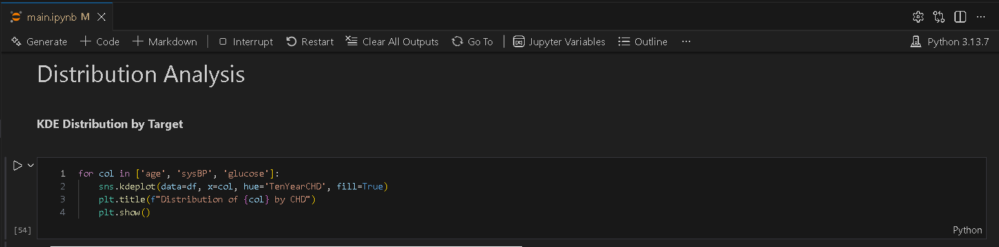 main.ipynb M
Generate Code Markdown Interrupt Restart Clear All Outputs Go To Jupyter Variables Outline ... Python 3.13.7
Distribution Analysis
KDE Distribution by Target
1 for col in ['age', 'sysBP', 'glucose']:
2     sns.kdeplot(data=df, x=col, hue='TenYearCHD', fill=True)
3     plt.title(f"Distribution of {col} by CHD")
4     plt.show()
[54] Python